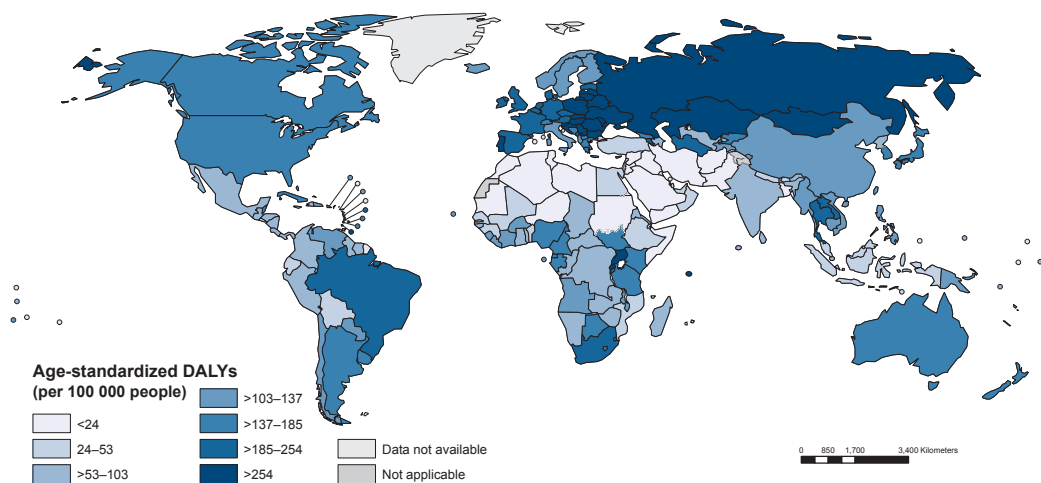 Age-standardized DALYs
(per 100 000 people)
<24
24–53
>53–103
>103–137
>137–185
>185–254
>254
Data not available
Not applicable
0 850 1,700 3,400 Kilometers